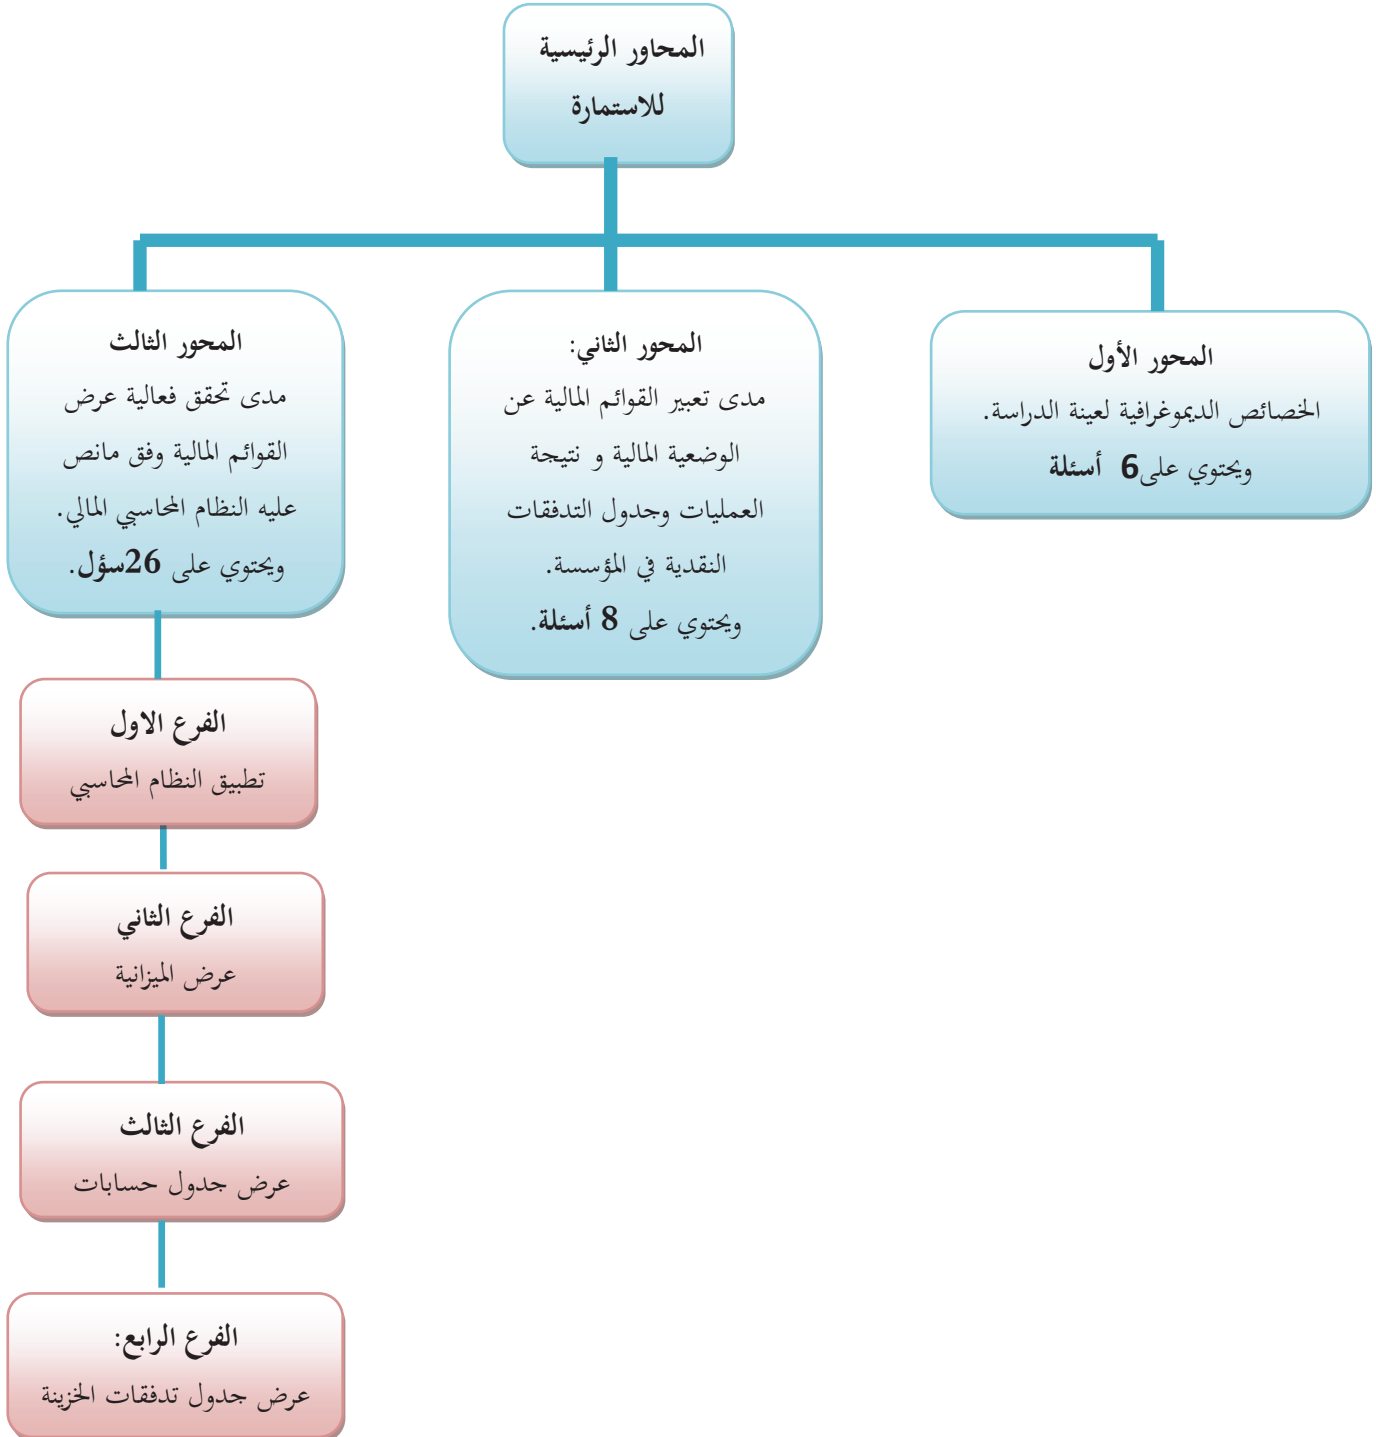 المحاور الرئيسية
للاستمارة
المحور الأول
الخصائص الديموغرافية لعينة الدراسة.
ويحتوي على6 أسئلة
المحور الثاني:
مدى تعبير القوائم المالية عن
الوضعية المالية و نتيجة
العمليات وجدول التدفقات
النقدية في المؤسسة.
ويحتوي على 8 أسئلة.
المحور الثالث
مدى تحقق فعالية عرض
القوائم المالية وفق مانص
عليه النظام المحاسبي المالي.
ويحتوي على 26سؤل.
الفرع الاول
تطبيق النظام المحاسبي
الفرع الثاني
عرض الميزانية
الفرع الثالث
عرض جدول حسابات
الفرع الرابع:
عرض جدول تدفقات الخزينة